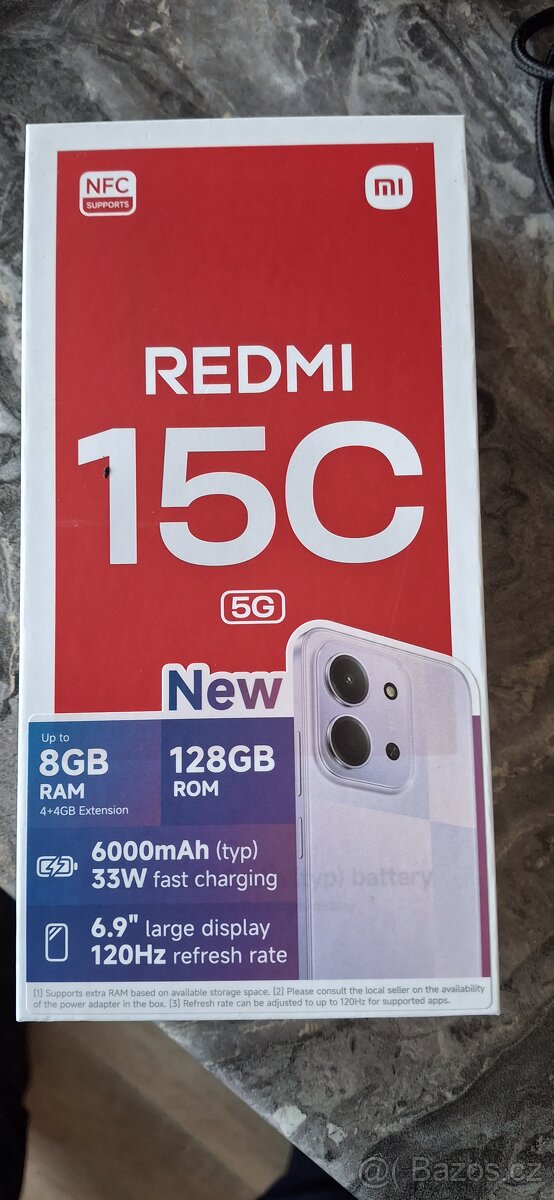 NFC
SUPPORTS
mi
REDMI
15C
5G
New
Up to
8GB
RAM
4+4GB Extension
128GB
ROM
6000mAh (typ)
33W fast charging
typ) battery
6.9" large display
120Hz refresh rate
[1] Supports extra RAM based on available storage space. [2] Please consult the local seller on the availability
of the power adapter in the box. [3] Refresh rate can be adjusted to up to 120Hz for supported apps.
@( Bazos.cz